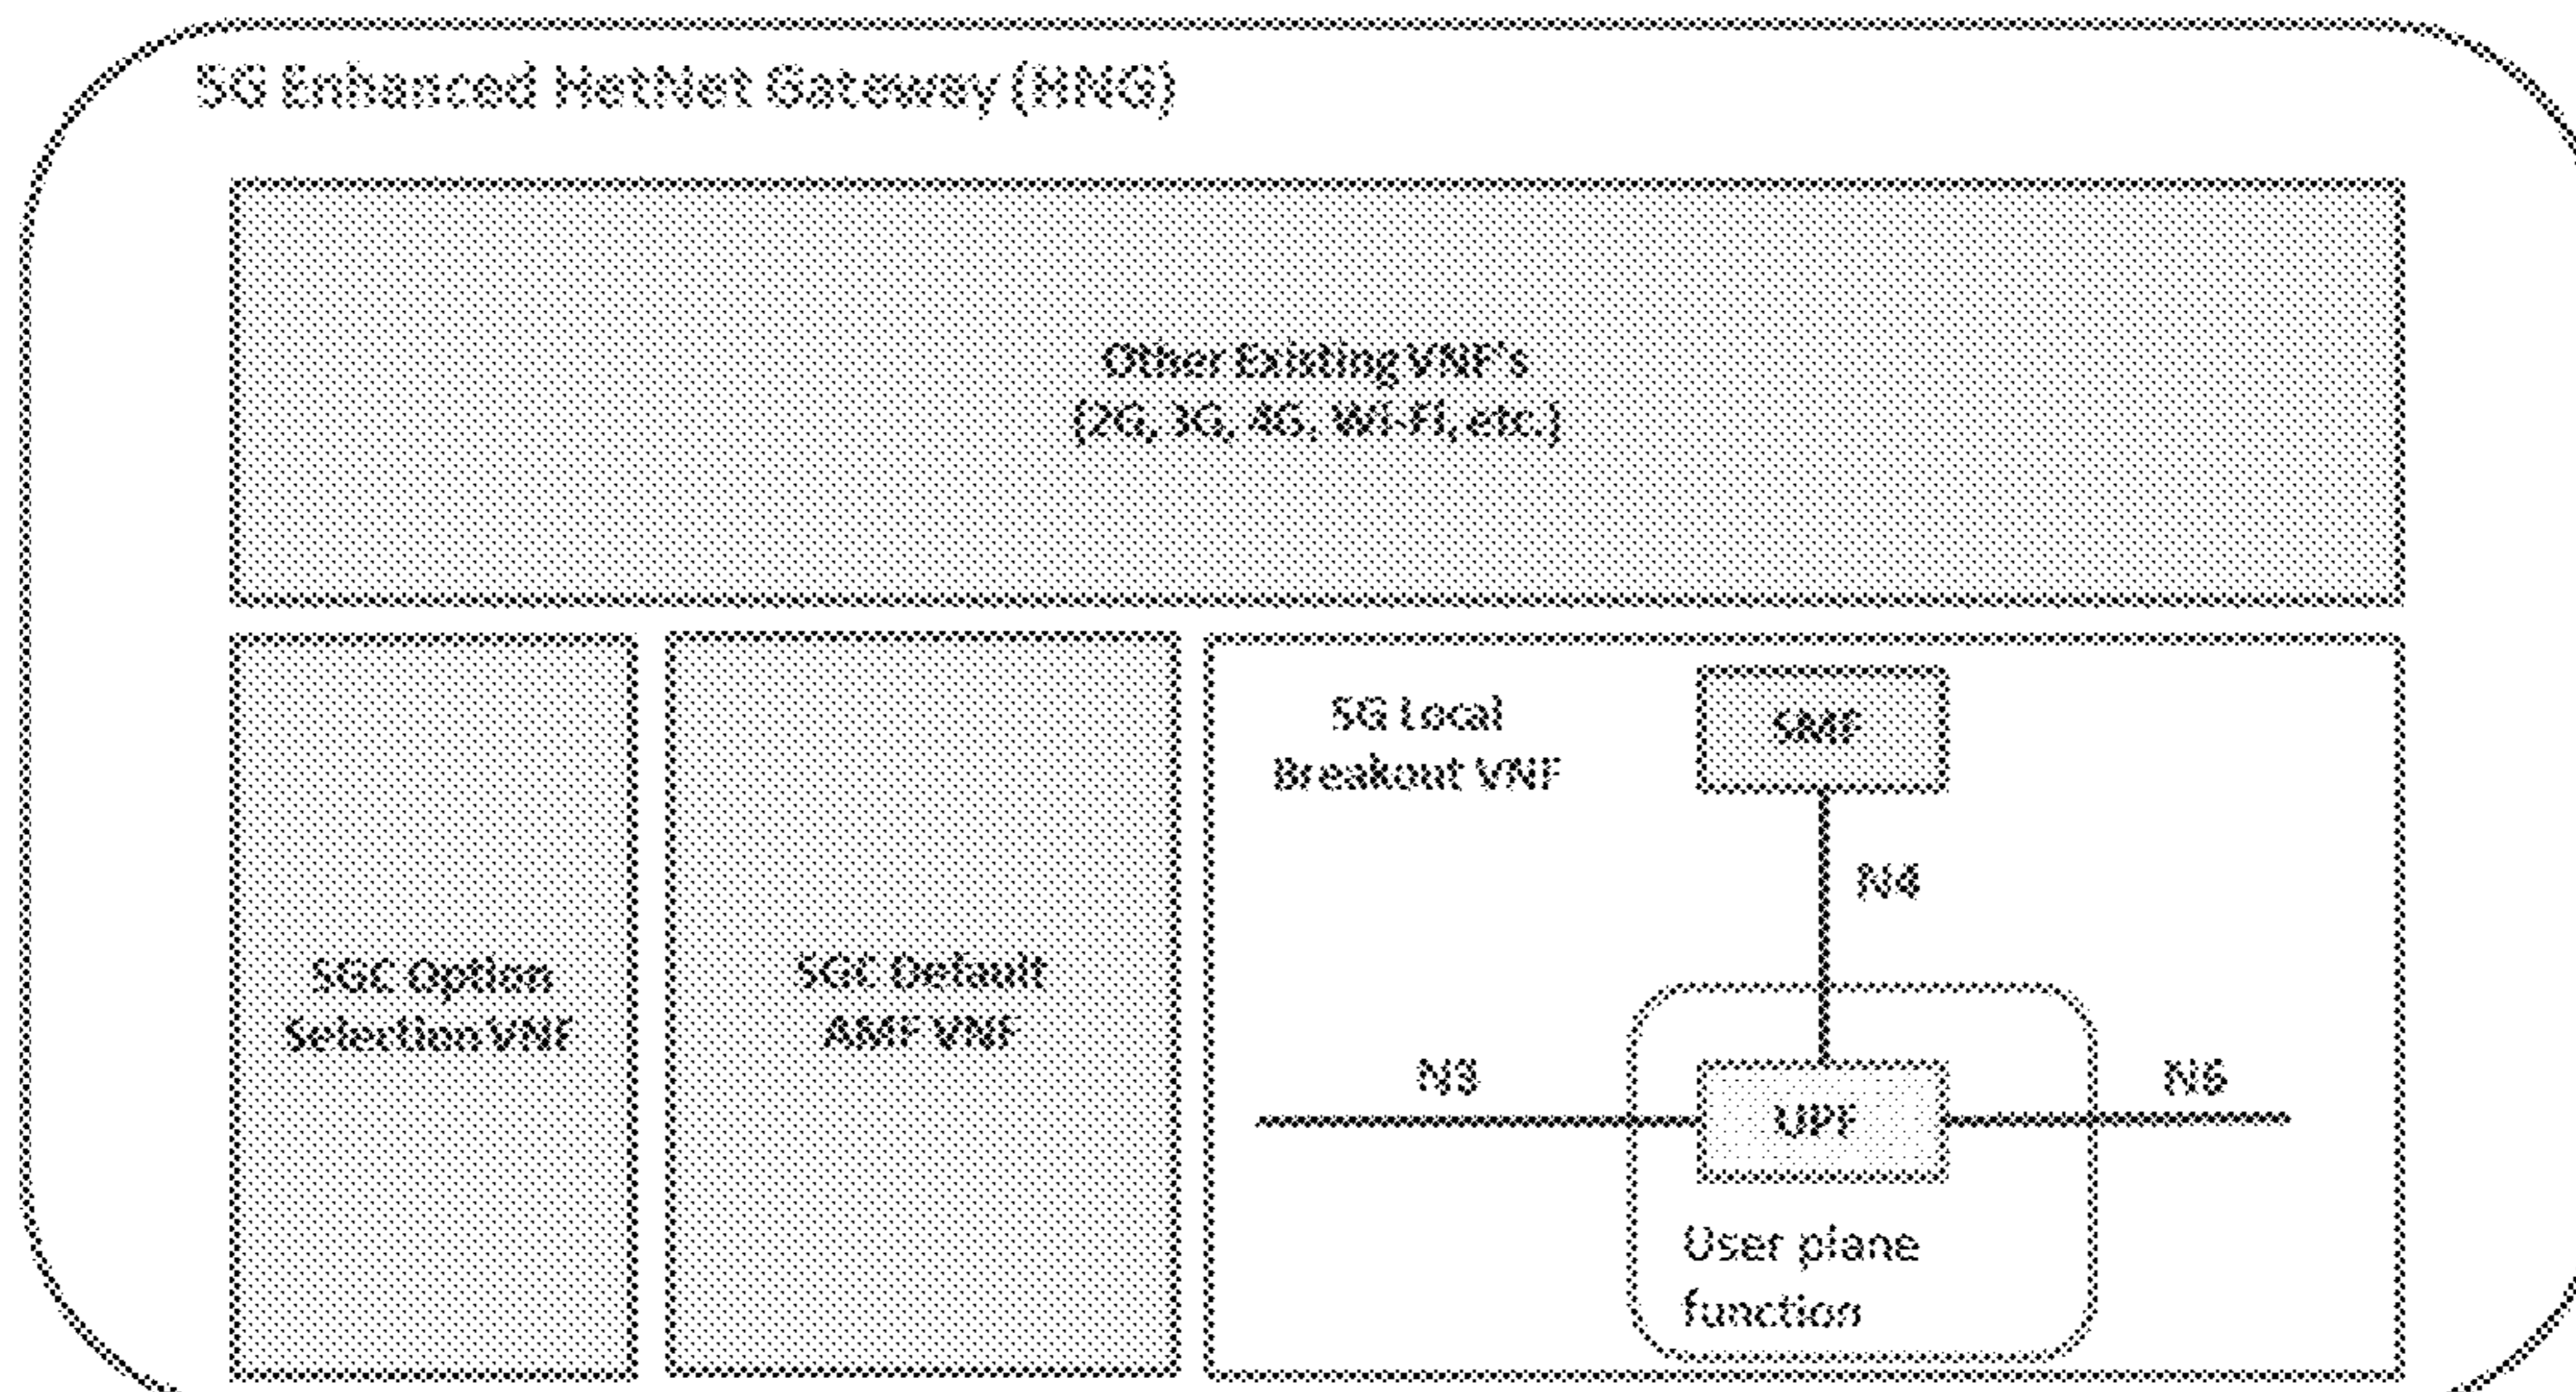 5G Enhanced HetNet Gateway (HNG)
Other Existing VNF's
(2G, 3G, 4G, Wi-Fi, etc.)
5GC Option
Selection VNF
5GC Default
AMF VNF
5G Local
Breakout VNF
SMF
N4
N3
UPF
N6
User plane
function